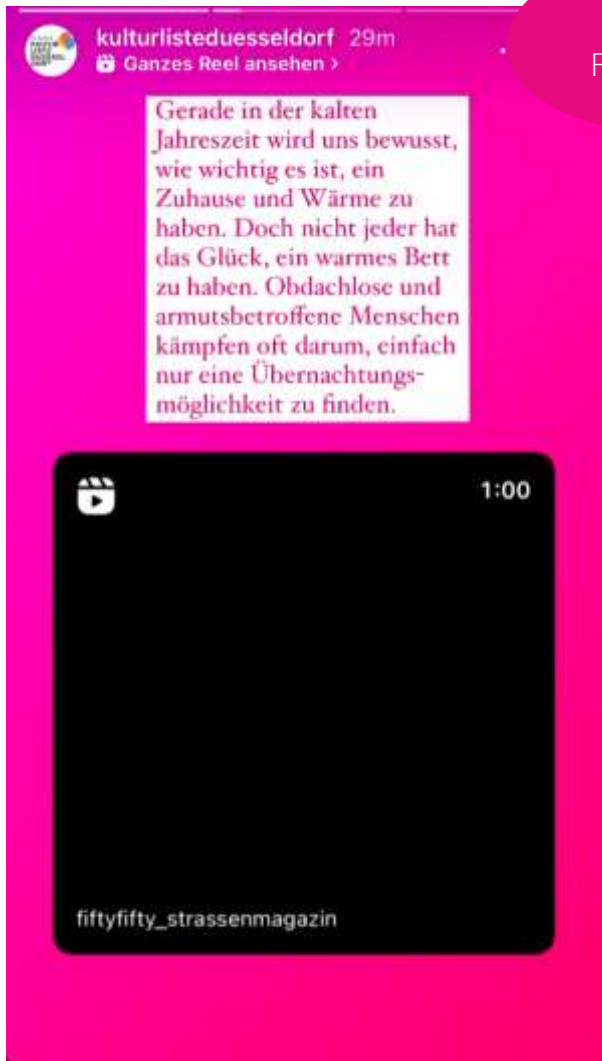 kulturlisteduesseldorf 29m
Ganzes Reel ansehen >
F
Gerade in der kalten
Jahreszeit wird uns bewusst,
wie wichtig es ist, ein
Zuhause und Wärme zu
haben. Doch nicht jeder hat
das Glück, ein warmes Bett
zu haben. Obdachlose und
armutsbetroffene Menschen
kämpfen oft darum, einfach
nur eine Übernachtungs-
möglichkeit zu finden.
1:00
fiftyfifty_strassenmagazin